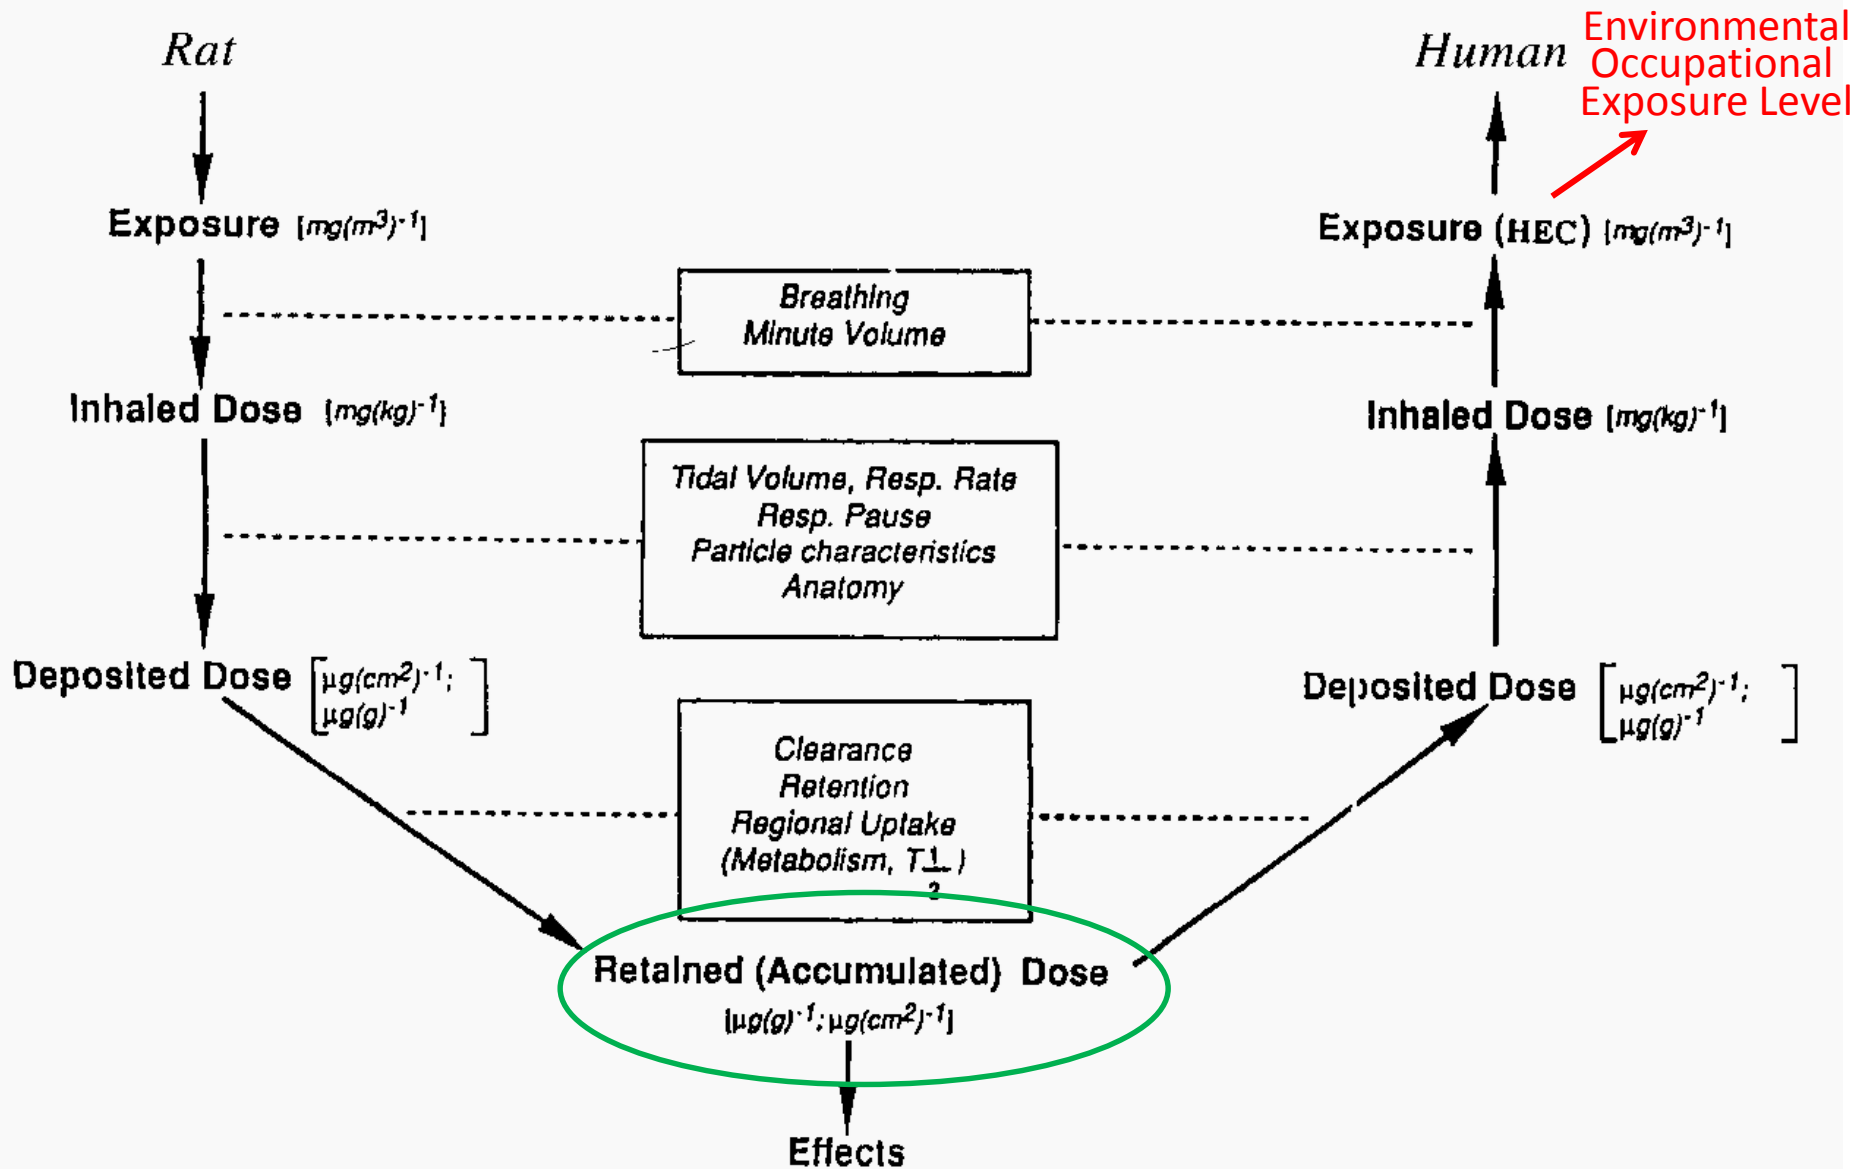 Rat
Human
Environmental
Occupational
Exposure Level
Exposure [mg(m³)⁻¹]
Exposure (HEC) [mg(m³)⁻¹]
Breathing
Minute Volume
Inhaled Dose [mg(kg)⁻¹]
Inhaled Dose [mg(kg)⁻¹]
Tidal Volume, Resp. Rate
Resp. Pause
Particle characteristics
Anatomy
Deposited Dose [µg(cm²)⁻¹;
µg(g)⁻¹ ]
Deposited Dose [µg(cm²)⁻¹;
µg(g)⁻¹ ]
Clearance
Retention
Regional Uptake
(Metabolism, T½)
Retained (Accumulated) Dose
[µg(g)⁻¹; µg(cm²)⁻¹]
Effects